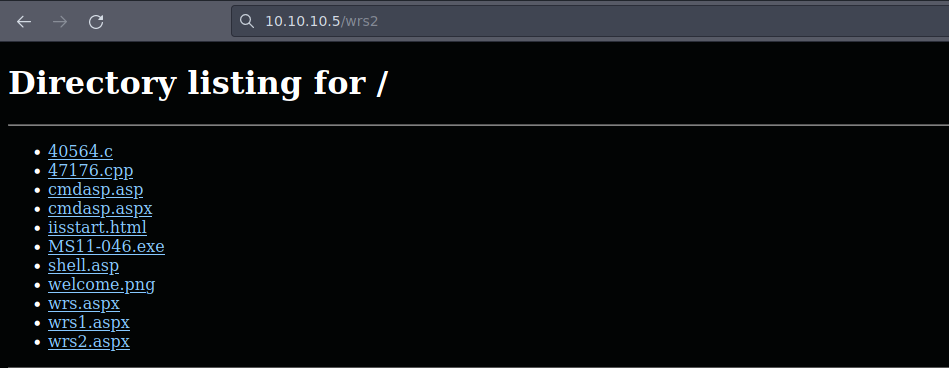 10.10.10.5/wrs2
Directory listing for /
40564.c
47176.cpp
cmdasp.asp
cmdasp.aspx
iisstart.html
MS11-046.exe
shell.asp
welcome.png
wrs.aspx
wrs1.aspx
wrs2.aspx